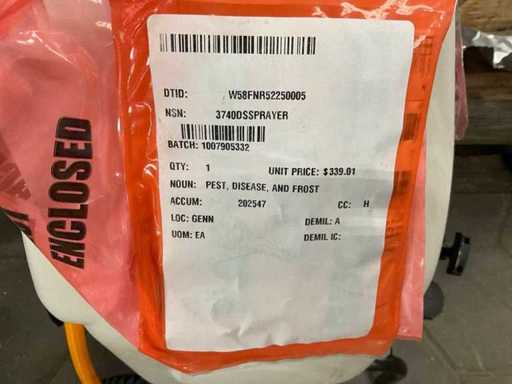 DTID: W58FNR52250005
NSN: 3740DSSPRAYER
BATCH: 1007905332
QTY: 1 UNIT PRICE: $339.01
NOUN: PEST, DISEASE, AND FROST
ACCUM: 202547 CC: H
LOC: GENN DEMIL: A
UOM: EA DEMIL IC:
ENCLOSED